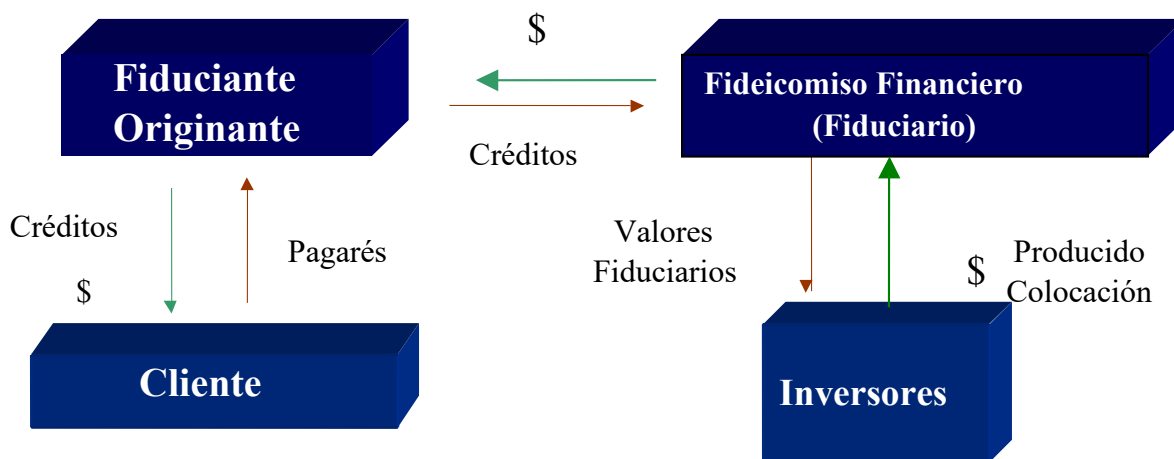 $
Fiduciante
Originante
Fideicomiso Financiero
(Fiduciario)
Créditos
Créditos
$
Pagarés
Valores
Fiduciarios
$
Producido
Colocación
Cliente
Inversores